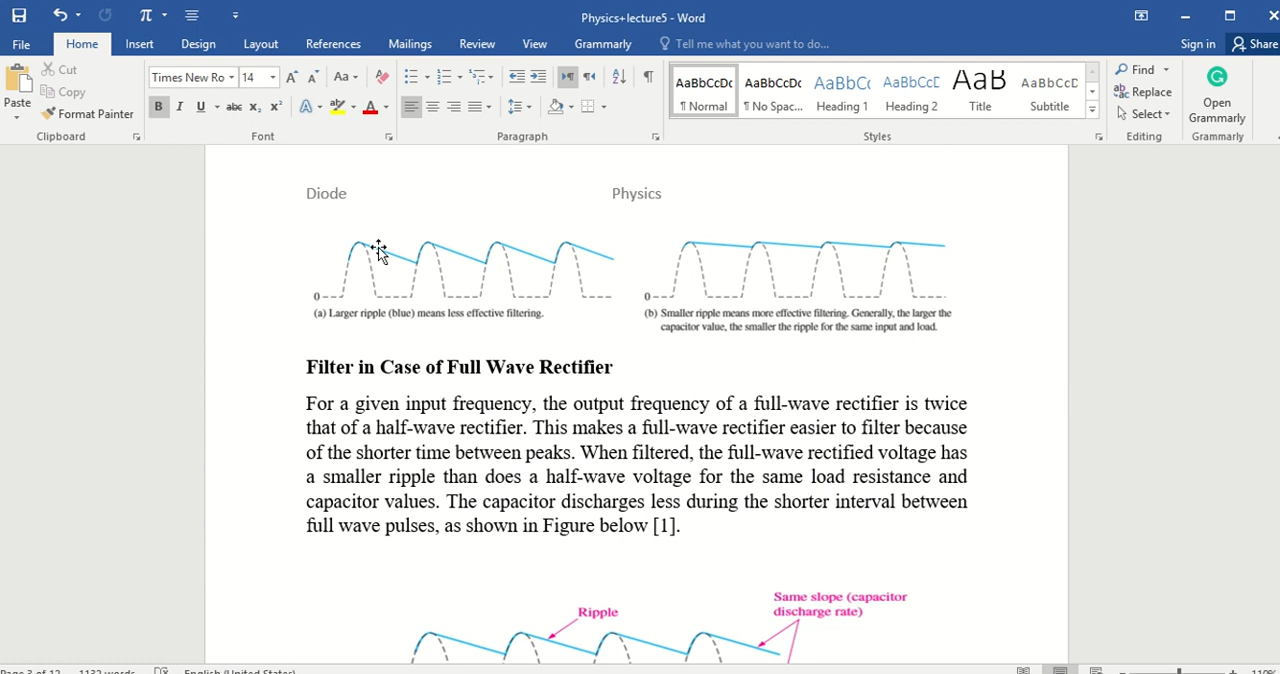 Physics+lecture5 - Word
File Home Insert Design Layout References Mailings Review View Grammarly Tell me what you want to do... Sign in Share
Paste
Cut
Copy
Format Painter
Clipboard
Times New Ro 14
Font
Paragraph
AaBbCcDc AaBbCcDc AaBbCc AaBbCcE AaB AaBbCcD
¶ Normal ¶ No Spac... Heading 1 Heading 2 Title Subtitle
Styles
Find
Replace
Select
Editing
Open
Grammarly
Grammarly
Diode Physics
0
(a) Larger ripple (blue) means less effective filtering.
0
(b) Smaller ripple means more effective filtering. Generally, the larger the
capacitor value, the smaller the ripple for the same input and load.
Filter in Case of Full Wave Rectifier
For a given input frequency, the output frequency of a full-wave rectifier is twice
that of a half-wave rectifier. This makes a full-wave rectifier easier to filter because
of the shorter time between peaks. When filtered, the full-wave rectified voltage has
a smaller ripple than does a half-wave voltage for the same load resistance and
capacitor values. The capacitor discharges less during the shorter interval between
full wave pulses, as shown in Figure below [1].
Ripple
Same slope (capacitor
discharge rate)
Page 3 of 12 1132 words English (United States) 110%